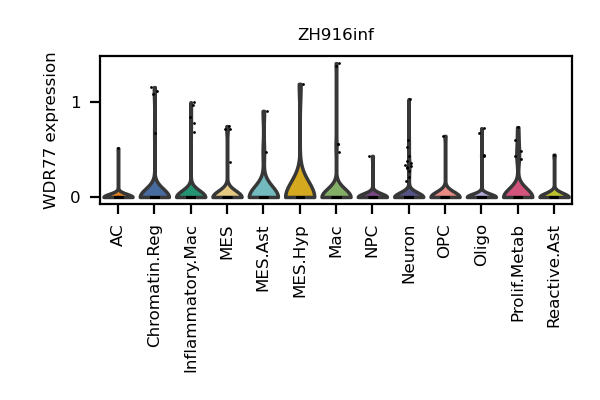 ZH916inf
WDR77 expression
1
0
AC
Chromatin.Reg
Inflammatory.Mac
MES
MES.Ast
MES.Hyp
Mac
NPC
Neuron
OPC
Oligo
Prolif.Metab
Reactive.Ast